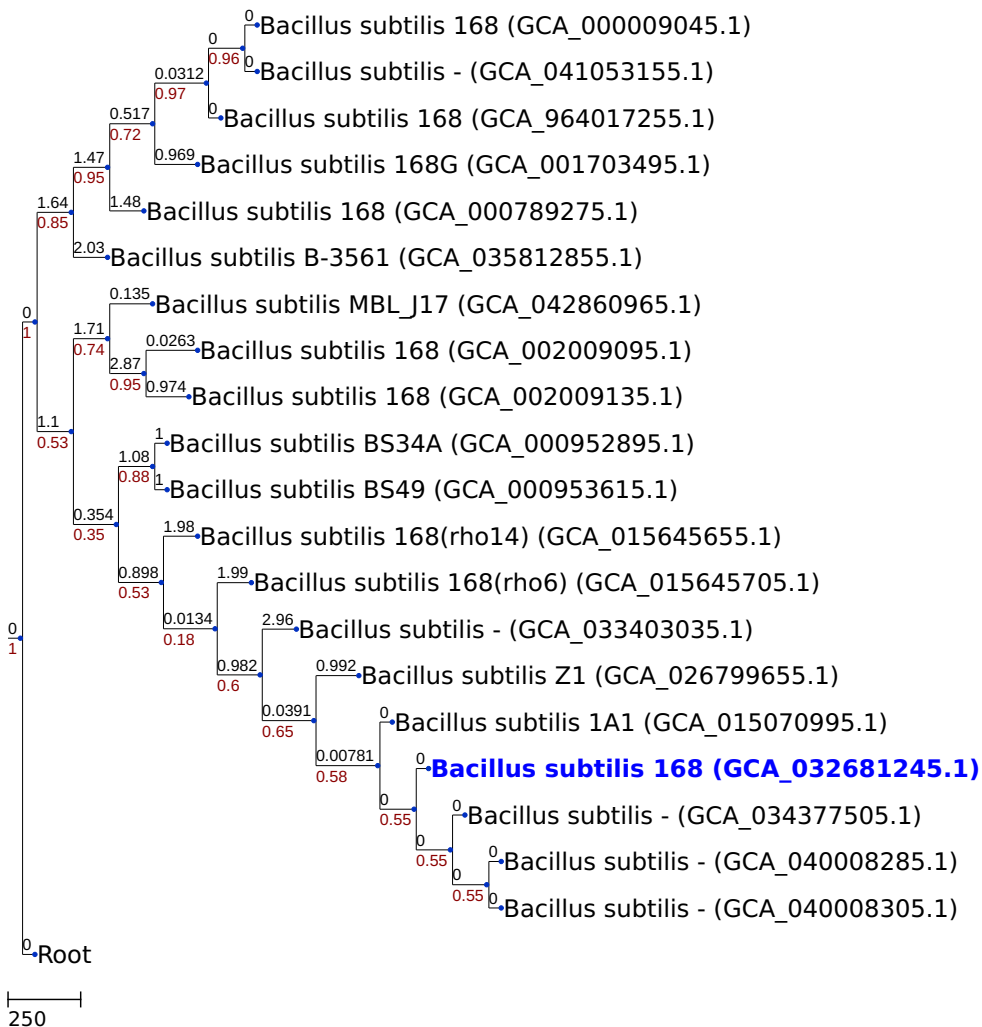 0
Bacillus subtilis 168 (GCA_000009045.1)
0
0.96
0
Bacillus subtilis - (GCA_041053155.1)
0.0312
0.97
0
Bacillus subtilis 168 (GCA_964017255.1)
0.517
0.72
0.969
Bacillus subtilis 168G (GCA_001703495.1)
1.47
0.95
1.48
Bacillus subtilis 168 (GCA_000789275.1)
1.64
0.85
2.03
Bacillus subtilis B-3561 (GCA_035812855.1)
0
1
0.135
Bacillus subtilis MBL_J17 (GCA_042860965.1)
1.71
0.74
0.0263
Bacillus subtilis 168 (GCA_002009095.1)
2.87
0.95
0.974
Bacillus subtilis 168 (GCA_002009135.1)
1.1
0.53
1
Bacillus subtilis BS34A (GCA_000952895.1)
1.08
0.88
1
Bacillus subtilis BS49 (GCA_000953615.1)
0.354
0.35
1.98
Bacillus subtilis 168(rho14) (GCA_015645655.1)
0.898
0.53
1.99
Bacillus subtilis 168(rho6) (GCA_015645705.1)
0.0134
0.18
2.96
Bacillus subtilis - (GCA_033403035.1)
0
1
0.982
0.6
0.992
Bacillus subtilis Z1 (GCA_026799655.1)
0.0391
0.65
0
Bacillus subtilis 1A1 (GCA_015070995.1)
0.00781
0.58
0
Bacillus subtilis 168 (GCA_032681245.1)
0
0.55
0
Bacillus subtilis - (GCA_034377505.1)
0
0.55
0
Bacillus subtilis - (GCA_040008285.1)
0
0.55
0
Bacillus subtilis - (GCA_040008305.1)
0
Root
250